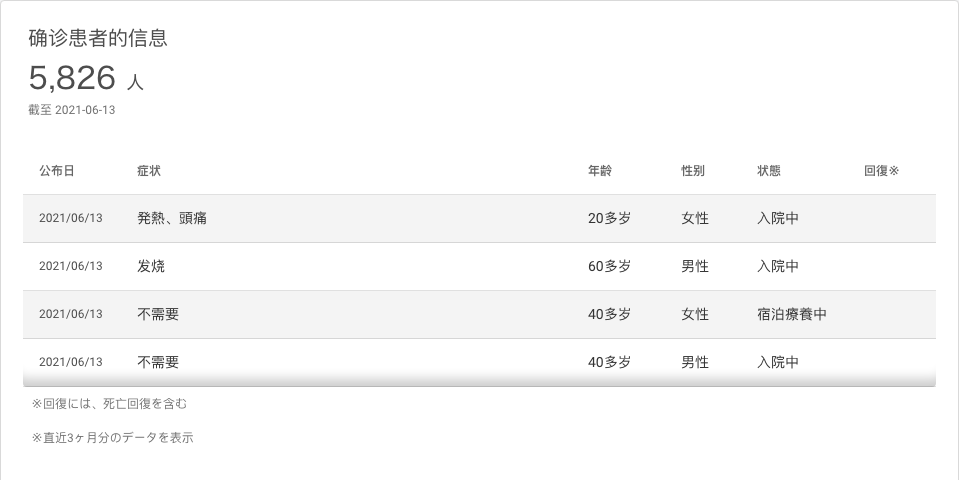 确诊患者的信息
5,826 人
截至 2021-06-13
公布日 症状 年龄 性别 状態 回復※
2021/06/13 発熱、頭痛 20多岁 女性 入院中
2021/06/13 发烧 60多岁 男性 入院中
2021/06/13 不需要 40多岁 女性 宿泊療養中
2021/06/13 不需要 40多岁 男性 入院中
※回復には、死亡回復を含む
※直近3ヶ月分のデータを表示